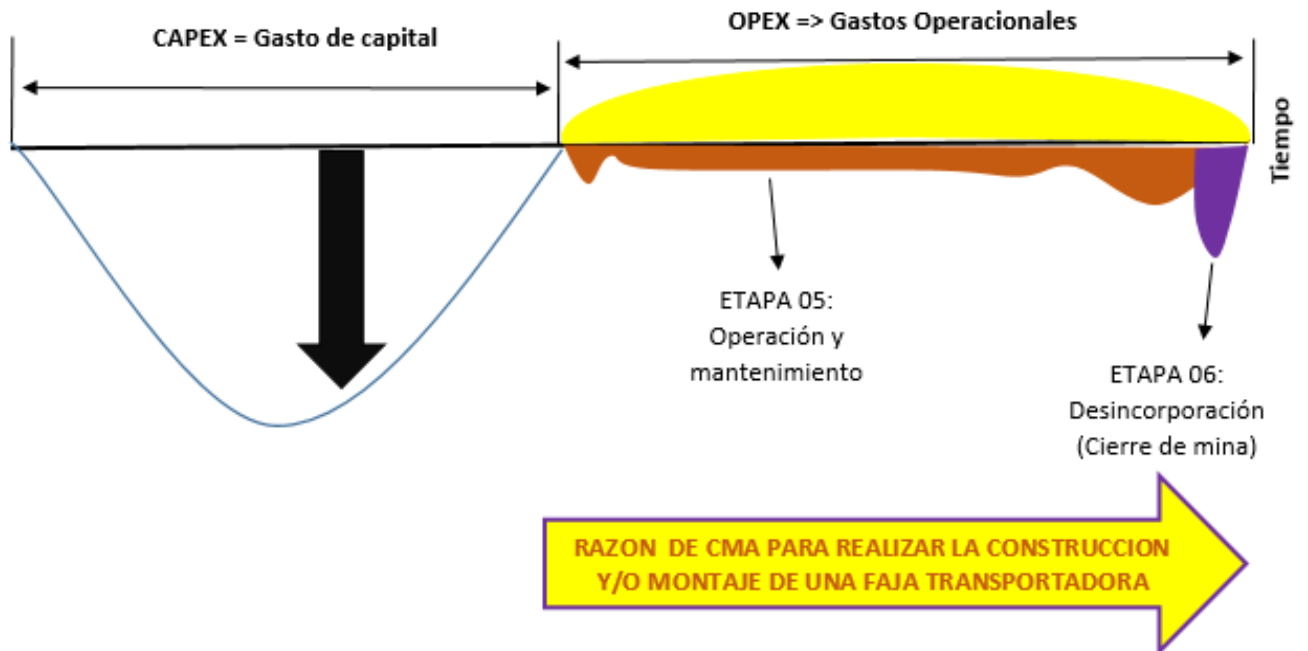 CAPEX = Gasto de capital
OPEX => Gastos Operacionales
Tiempo
ETAPA 05:
Operación y
mantenimiento
ETAPA 06:
Desincorporación
(Cierre de mina)
RAZON DE CMA PARA REALIZAR LA CONSTRUCCION
Y/O MONTAJE DE UNA FAJA TRANSPORTADORA